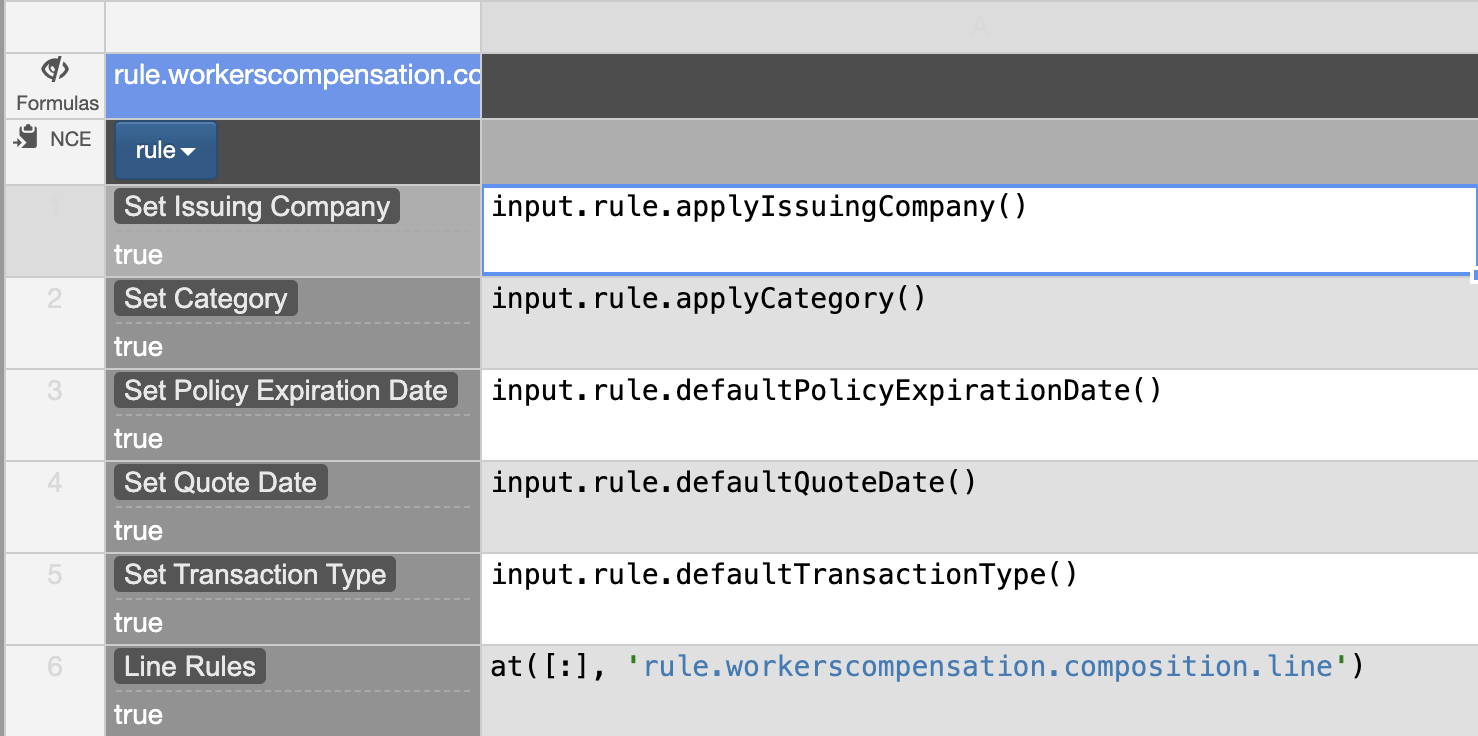 A
Formulas
rule.workerscompensation.co
NCE
rule
1
Set Issuing Company
true
input.rule.applyIssuingCompany()
2
Set Category
true
input.rule.applyCategory()
3
Set Policy Expiration Date
true
input.rule.defaultPolicyExpirationDate()
4
Set Quote Date
true
input.rule.defaultQuoteDate()
5
Set Transaction Type
true
input.rule.defaultTransactionType()
6
Line Rules
true
at([:], 'rule.workerscompensation.composition.line')